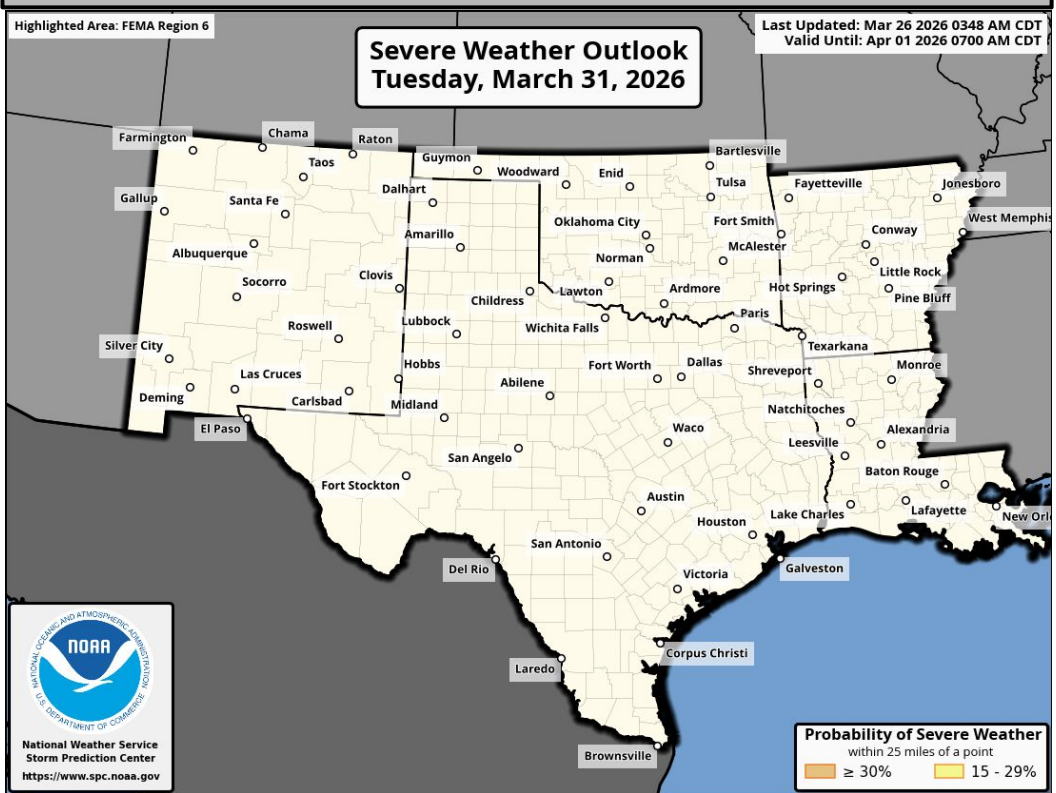 Highlighted Area: FEMA Region 6
Severe Weather Outlook
Tuesday, March 31, 2026
Last Updated: Mar 26 2026 0348 AM CDT
Valid Until: Apr 01 2026 0700 AM CDT
Farmington
Chama
Raton
Taos
Guymon
Woodward
Enid
Bartlesville
Tulsa
Fayetteville
Jonesboro
Gallup
Santa Fe
Dalhart
Oklahoma City
Fort Smith
West Memphis
Albuquerque
Amarillo
Norman
McAlester
Conway
Little Rock
Socorro
Clovis
Childress
Lawton
Ardmore
Hot Springs
Pine Bluff
Roswell
Lubbock
Wichita Falls
Paris
Texarkana
Silver City
Las Cruces
Hobbs
Fort Worth
Dallas
Shreveport
Monroe
Deming
Carlsbad
Midland
Abilene
Natchitoches
El Paso
Waco
Leesville
Alexandria
San Angelo
Fort Stockton
Baton Rouge
Austin
Houston
Lake Charles
Lafayette
New Orl
San Antonio
Del Rio
Galveston
Victoria
Corpus Christi
Laredo
Brownsville
NATIONAL OCEANIC AND ATMOSPHERIC ADMINISTRATION
NOAA
U.S. DEPARTMENT OF COMMERCE
National Weather Service
Storm Prediction Center
https://www.spc.noaa.gov
Probability of Severe Weather
within 25 miles of a point
≥ 30%
15 - 29%